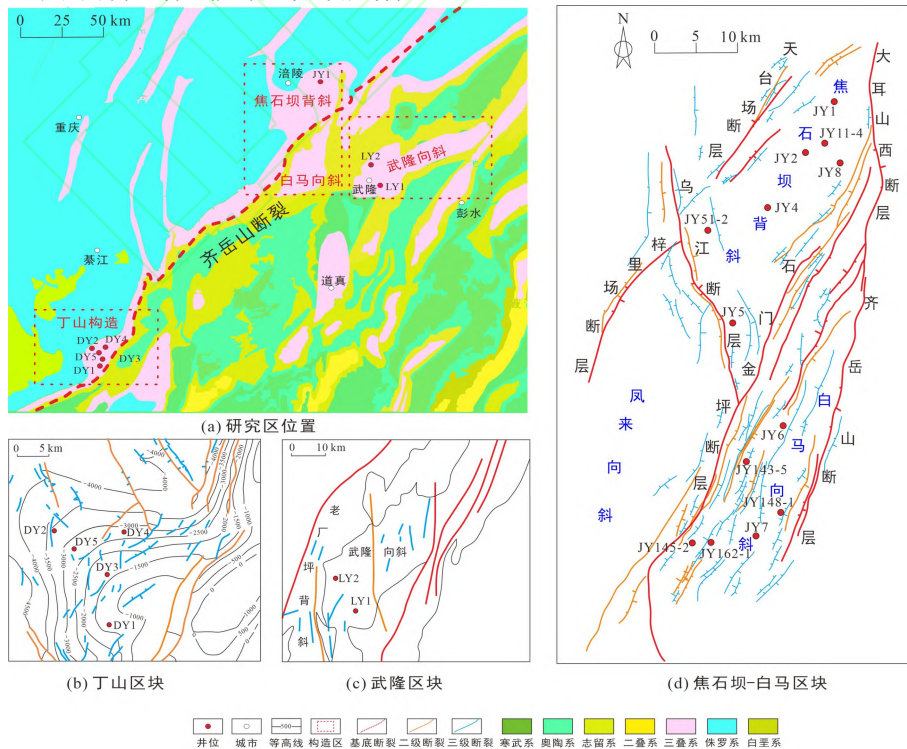 0 25 50 km
涪陵
JY1
焦石坝背斜
重庆
LY2
武隆向斜
武隆
LY1
白马向斜
彭水
齐岳山断裂
綦江
道真
丁山构造
DY2
DY4
DY5
DY3
DY1
(a) 研究区位置
0 5 km
-4000
-4000
-3000
-2500
-1500
-1000
DY2
DY5
DY4
DY3
DY1
(b) 丁山区块
0 10 km
老厂坪背斜
武隆
向斜
LY2
LY1
(c) 武隆区块
N
0 5 10 km
天台场断层
大耳山西断层
焦石坝背斜
JY1
JY11-4
JY2
JY8
JY4
JY51-2
乌江断层
梓里场断层
石门金坪断层
JY5
齐岳山断层
凤来向斜
白马向斜
JY6
JY143-5
JY148-1
JY7
JY145-2
JY162-1
(d) 焦石坝-白马区块
-500
井位 城市 等高线 构造区 基底断裂 二级断裂 三级断裂 寒武系 奥陶系 志留系 二叠系 三叠系 侏罗系 白垩系